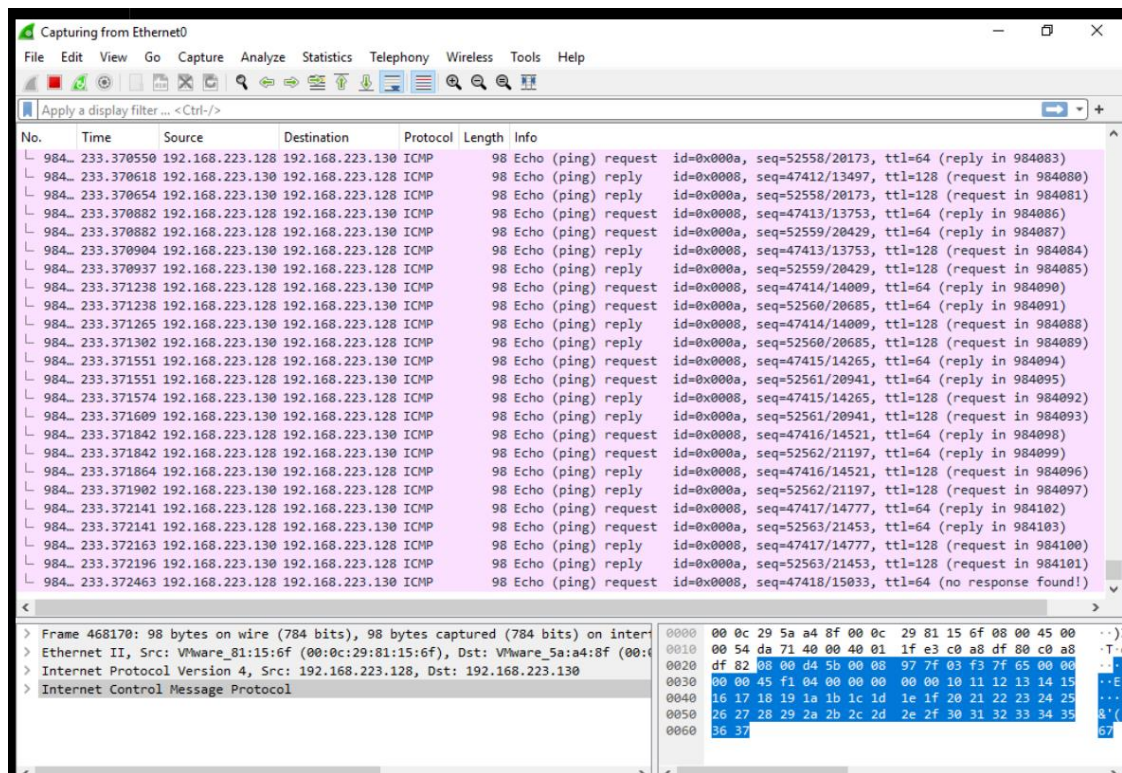 Capturing from Ethernet0
File Edit View Go Capture Analyze Statistics Telephony Wireless Tools Help
Apply a display filter ... <Ctrl-/>
No. Time Source Destination Protocol Length Info
984… 233.370550 192.168.223.128 192.168.223.130 ICMP 98 Echo (ping) request id=0x000a, seq=52558/20173, ttl=64 (reply in 984083)
984… 233.370618 192.168.223.130 192.168.223.128 ICMP 98 Echo (ping) reply id=0x0008, seq=47412/13497, ttl=128 (request in 984080)
984… 233.370654 192.168.223.130 192.168.223.128 ICMP 98 Echo (ping) reply id=0x000a, seq=52558/20173, ttl=128 (request in 984081)
984… 233.370882 192.168.223.128 192.168.223.130 ICMP 98 Echo (ping) request id=0x0008, seq=47413/13753, ttl=64 (reply in 984086)
984… 233.370882 192.168.223.128 192.168.223.130 ICMP 98 Echo (ping) request id=0x000a, seq=52559/20429, ttl=64 (reply in 984087)
984… 233.370904 192.168.223.130 192.168.223.128 ICMP 98 Echo (ping) reply id=0x0008, seq=47413/13753, ttl=128 (request in 984084)
984… 233.370937 192.168.223.130 192.168.223.128 ICMP 98 Echo (ping) reply id=0x000a, seq=52559/20429, ttl=128 (request in 984085)
984… 233.371238 192.168.223.128 192.168.223.130 ICMP 98 Echo (ping) request id=0x0008, seq=47414/14009, ttl=64 (reply in 984090)
984… 233.371238 192.168.223.128 192.168.223.130 ICMP 98 Echo (ping) request id=0x000a, seq=52560/20685, ttl=64 (reply in 984091)
984… 233.371265 192.168.223.130 192.168.223.128 ICMP 98 Echo (ping) reply id=0x0008, seq=47414/14009, ttl=128 (request in 984088)
984… 233.371302 192.168.223.130 192.168.223.128 ICMP 98 Echo (ping) reply id=0x000a, seq=52560/20685, ttl=128 (request in 984089)
984… 233.371551 192.168.223.128 192.168.223.130 ICMP 98 Echo (ping) request id=0x0008, seq=47415/14265, ttl=64 (reply in 984094)
984… 233.371551 192.168.223.128 192.168.223.130 ICMP 98 Echo (ping) request id=0x000a, seq=52561/20941, ttl=64 (reply in 984095)
984… 233.371574 192.168.223.130 192.168.223.128 ICMP 98 Echo (ping) reply id=0x0008, seq=47415/14265, ttl=128 (request in 984092)
984… 233.371609 192.168.223.130 192.168.223.128 ICMP 98 Echo (ping) reply id=0x000a, seq=52561/20941, ttl=128 (request in 984093)
984… 233.371842 192.168.223.128 192.168.223.130 ICMP 98 Echo (ping) request id=0x0008, seq=47416/14521, ttl=64 (reply in 984098)
984… 233.371842 192.168.223.128 192.168.223.130 ICMP 98 Echo (ping) request id=0x000a, seq=52562/21197, ttl=64 (reply in 984099)
984… 233.371864 192.168.223.130 192.168.223.128 ICMP 98 Echo (ping) reply id=0x0008, seq=47416/14521, ttl=128 (request in 984096)
984… 233.371902 192.168.223.130 192.168.223.128 ICMP 98 Echo (ping) reply id=0x000a, seq=52562/21197, ttl=128 (request in 984097)
984… 233.372141 192.168.223.128 192.168.223.130 ICMP 98 Echo (ping) request id=0x0008, seq=47417/14777, ttl=64 (reply in 984102)
984… 233.372141 192.168.223.128 192.168.223.130 ICMP 98 Echo (ping) request id=0x000a, seq=52563/21453, ttl=64 (reply in 984103)
984… 233.372163 192.168.223.130 192.168.223.128 ICMP 98 Echo (ping) reply id=0x0008, seq=47417/14777, ttl=128 (request in 984100)
984… 233.372196 192.168.223.130 192.168.223.128 ICMP 98 Echo (ping) reply id=0x000a, seq=52563/21453, ttl=128 (request in 984101)
984… 233.372463 192.168.223.128 192.168.223.130 ICMP 98 Echo (ping) request id=0x0008, seq=47418/15033, ttl=64 (no response found!)
Frame 468170: 98 bytes on wire (784 bits), 98 bytes captured (784 bits) on inter
Ethernet II, Src: VMware_81:15:6f (00:0c:29:81:15:6f), Dst: VMware_5a:a4:8f (00:
Internet Protocol Version 4, Src: 192.168.223.128, Dst: 192.168.223.130
Internet Control Message Protocol
0000 00 0c 29 5a a4 8f 00 0c 29 81 15 6f 08 00 45 00 ··)
0010 00 54 da 71 40 00 40 01 1f e3 c0 a8 df 80 c0 a8 ·T·
0020 df 82 08 00 d4 5b 00 08 97 7f 03 f3 7f 65 00 00 ···
0030 00 00 45 f1 04 00 00 00 00 00 10 11 12 13 14 15 ··E
0040 16 17 18 19 1a 1b 1c 1d 1e 1f 20 21 22 23 24 25 ···
0050 26 27 28 29 2a 2b 2c 2d 2e 2f 30 31 32 33 34 35 &'(
0060 36 37 67